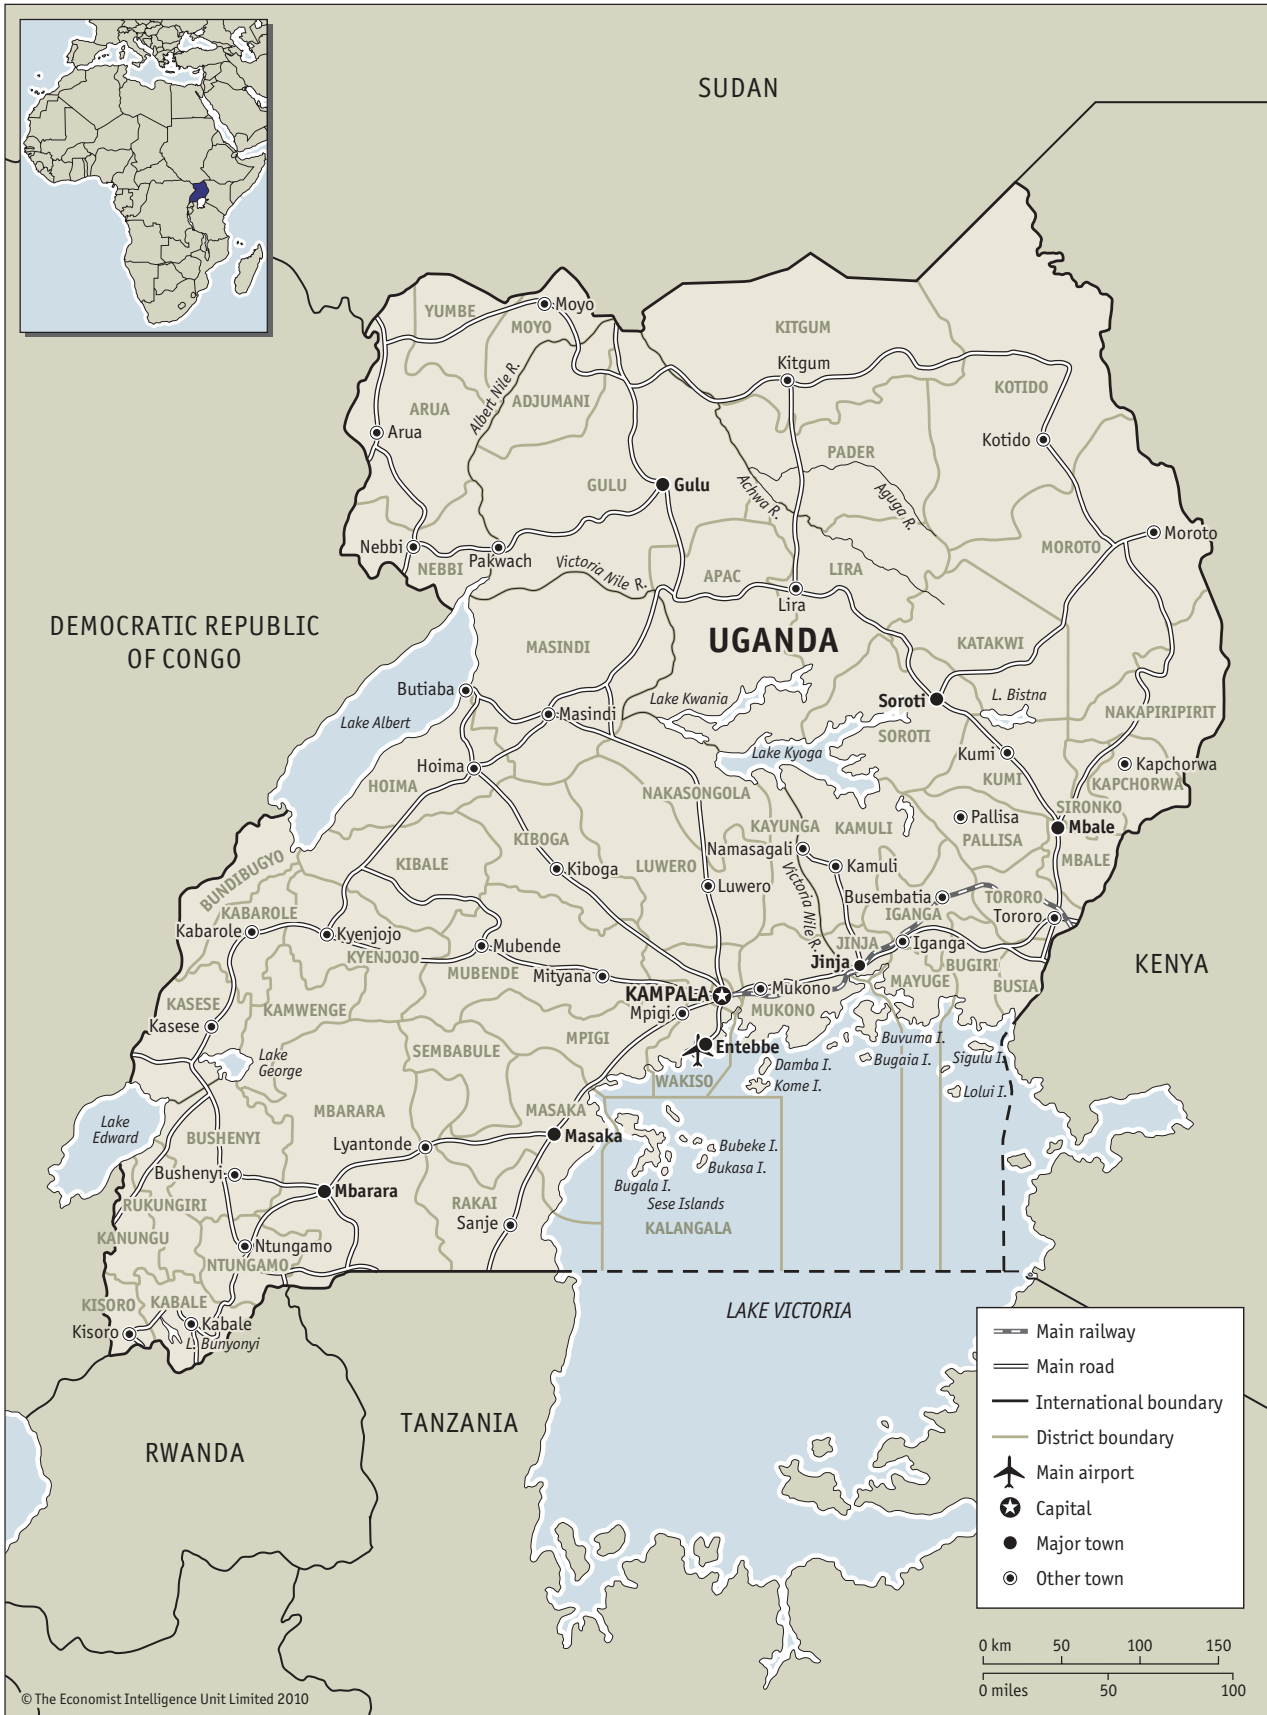 SUDAN
YUMBE
Moyo
MOYO
KITGUM
Kitgum
KOTIDO
Albert Nile R.
ADJUMANI
ARUA
Arua
Kotido
PADER
GULU
Gulu
Achwa R.
Aguga R.
Moroto
MOROTO
Nebbi
NEBBI
Pakwach
Victoria Nile R.
APAC
LIRA
Lira
DEMOCRATIC REPUBLIC
OF CONGO
UGANDA
MASINDI
KATAKWI
Butiaba
Lake Albert
Masindi
Lake Kwania
Soroti
L. Bistna
NAKAPIRIPIRIT
SOROTI
Lake Kyoga
Kumi
KUMI
Kapchorwa
KAPCHORWA
Hoima
HOIMA
NAKASONGOLA
SIRONKO
Pallisa
PALLISA
Mbale
MBALE
KAYUNGA
KAMULI
KIBOGA
Namasagali
Kamuli
KIBALE
Kiboga
LUWERO
Luwero
Victoria Nile R.
BUNDIBUGYO
Busembatia
TORORO
Tororo
IGANGA
KABAROLE
Kabarole
Kyenjojo
KYENJOJO
Mubende
MUBENDE
JINJA
Iganga
Jinja
BUGIRI
KENYA
Mityana
MAYUGE
BUSIA
KAMPALA
Mukono
MUKONO
Mpigi
KASESE
KAMWENGE
Kasese
MPIGI
Entebbe
Buvuma I.
Bugaia I.
Sigulu I.
Lake
George
SEMBABULE
Damba I.
Kome I.
WAKISO
Lolui I.
Lake
Edward
MBARARA
MASAKA
Masaka
BUSHENYI
Lyantonde
Bubeke I.
Bukasa I.
Bushenyi
Mbarara
Bugala I.
Sese Islands
RUKUNGIRI
RAKAI
Sanje
KALANGALA
KANUNGU
Ntungamo
NTUNGAMO
KISORO
KABALE
Kisoro
Kabale
L. Bunyonyi
LAKE VICTORIA
TANZANIA
RWANDA
Main railway
Main road
International boundary
District boundary
Main airport
Capital
Major town
Other town
0 km 50 100 150
0 miles 50 100
© The Economist Intelligence Unit Limited 2010